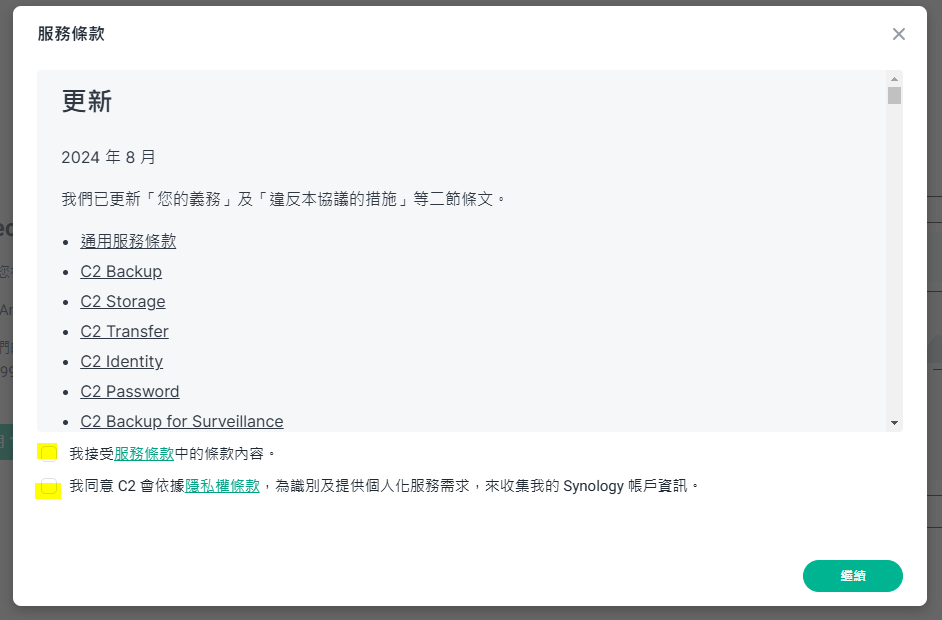 服務條款
更新
2024 年 8 月
我們已更新「您的義務」及「違反本協議的措施」等二節條文。
通用服務條款
C2 Backup
C2 Storage
C2 Transfer
C2 Identity
C2 Password
C2 Backup for Surveillance
我接受服務條款中的條款內容。
我同意 C2 會依據隱私權條款，為識別及提供個人化服務需求，來收集我的 Synology 帳戶資訊。
繼續